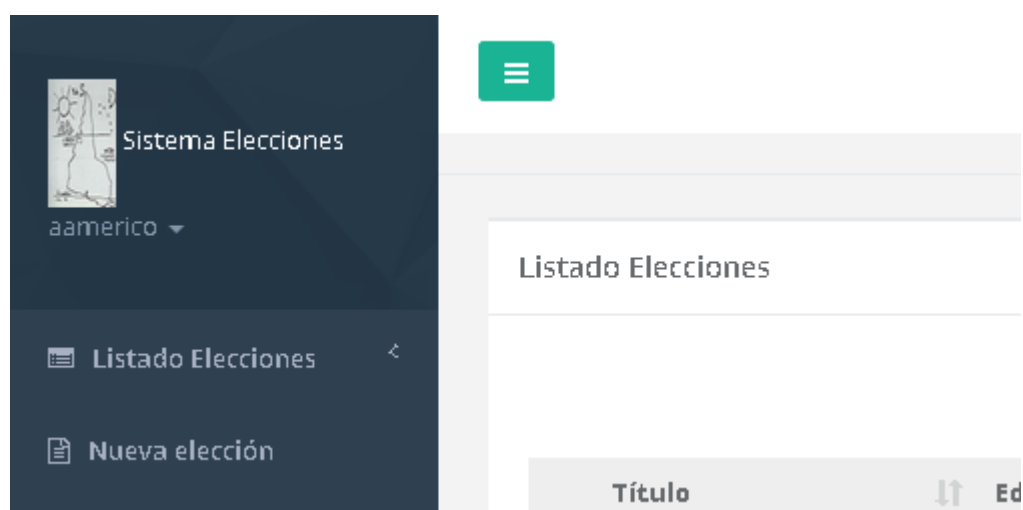 Sistema Elecciones
aamerico
Listado Elecciones
Nueva elección
Listado Elecciones
Título